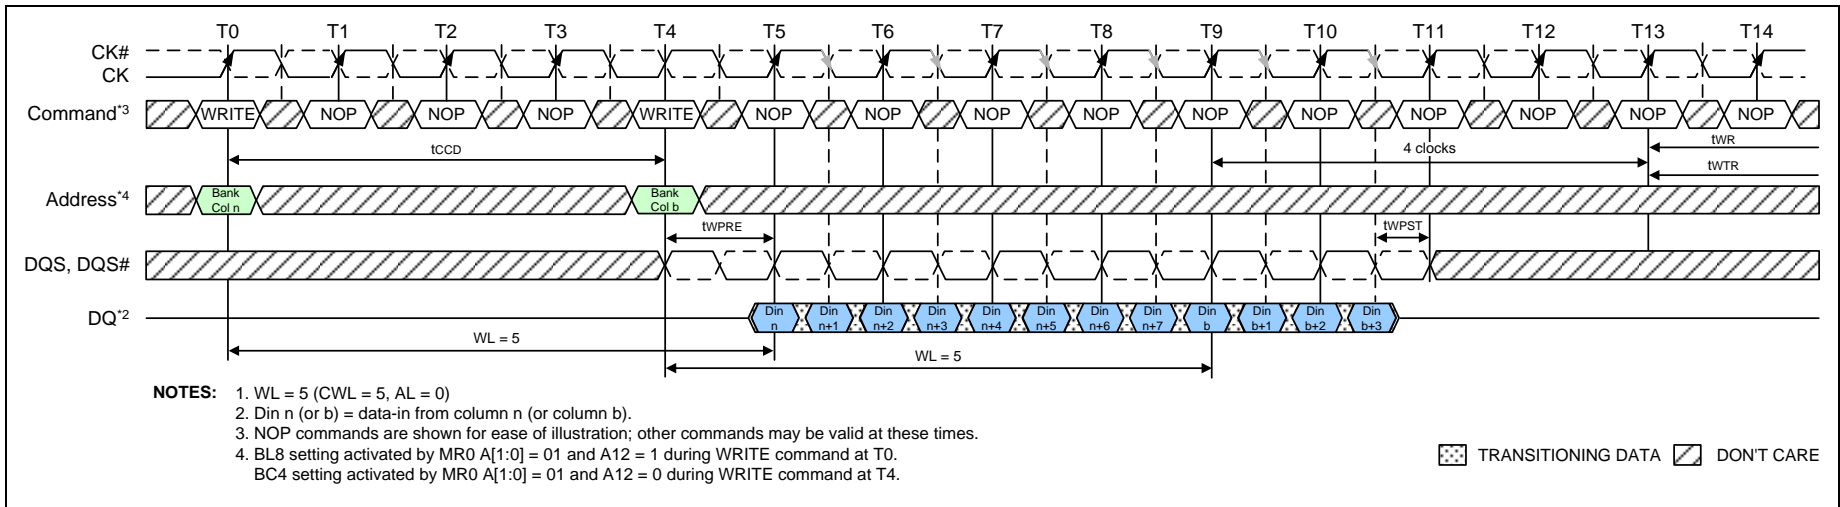 T0 T1 T2 T3 T4 T5 T6 T7 T8 T9 T10 T11 T12 T13 T14
CK#
CK
Command*3 WRITE NOP NOP NOP WRITE NOP NOP NOP NOP NOP NOP NOP NOP NOP NOP
tCCD 4 clocks tWR
tWTR
Address*4 Bank Col n Bank Col b
tWPRE tWPST
DQS, DQS#
DQ*2 Din n Din n+1 Din n+2 Din n+3 Din n+4 Din n+5 Din n+6 Din n+7 Din b Din b+1 Din b+2 Din b+3
WL = 5
WL = 5
NOTES: 1. WL = 5 (CWL = 5, AL = 0)
2. Din n (or b) = data-in from column n (or column b).
3. NOP commands are shown for ease of illustration; other commands may be valid at these times.
4. BL8 setting activated by MR0 A[1:0] = 01 and A12 = 1 during WRITE command at T0.
BC4 setting activated by MR0 A[1:0] = 01 and A12 = 0 during WRITE command at T4.
TRANSITIONING DATA DON'T CARE